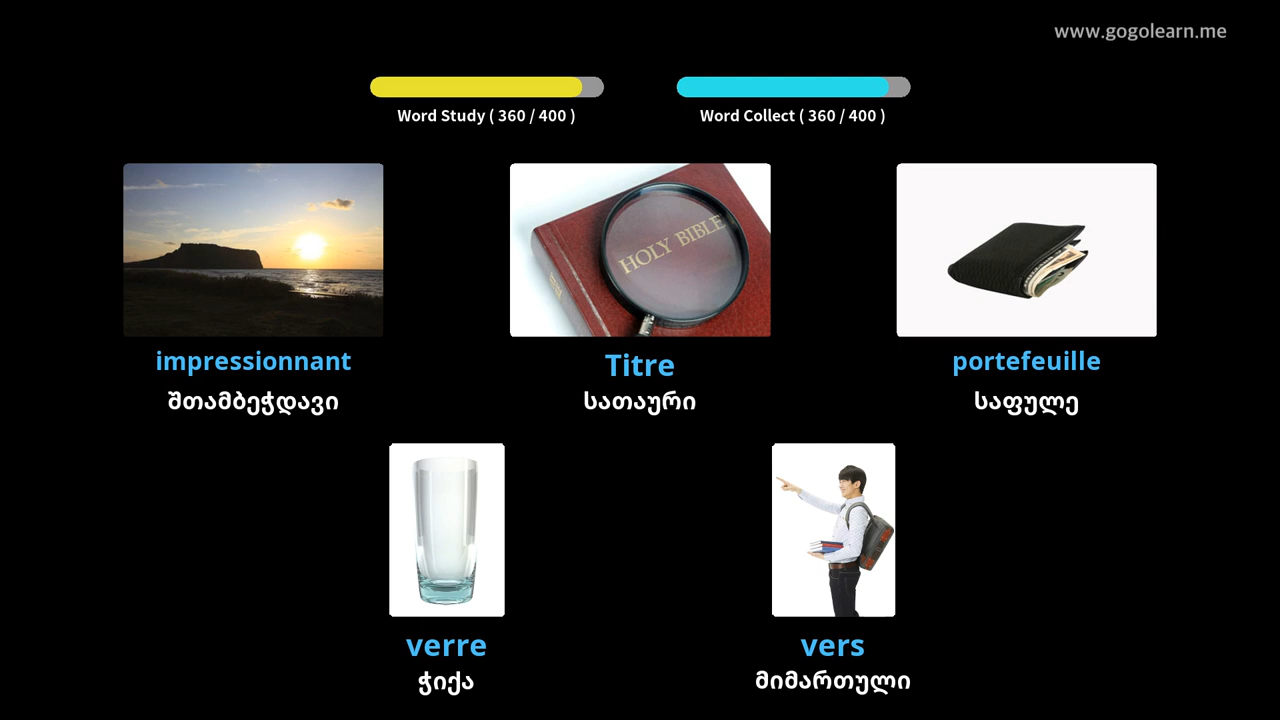 www.gogolearn.me
Word Study ( 360 / 400 )
Word Collect ( 360 / 400 )
HOLY BIBLE
impressionnant
Titre
portefeuille
შთამბეჭდავი
სათაური
საფულე
verre
vers
ჭიქა
მიმართული